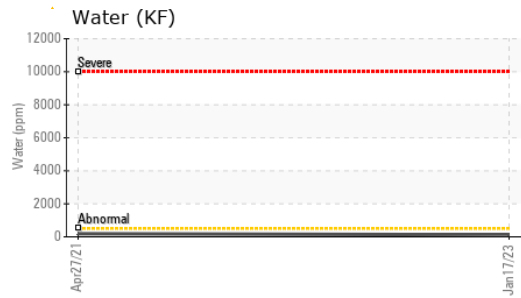 Water (KF)
12000
10000
8000
6000
4000
2000
0
Water (ppm)
Severe
Abnormal
Apr27/21
Jan17/23